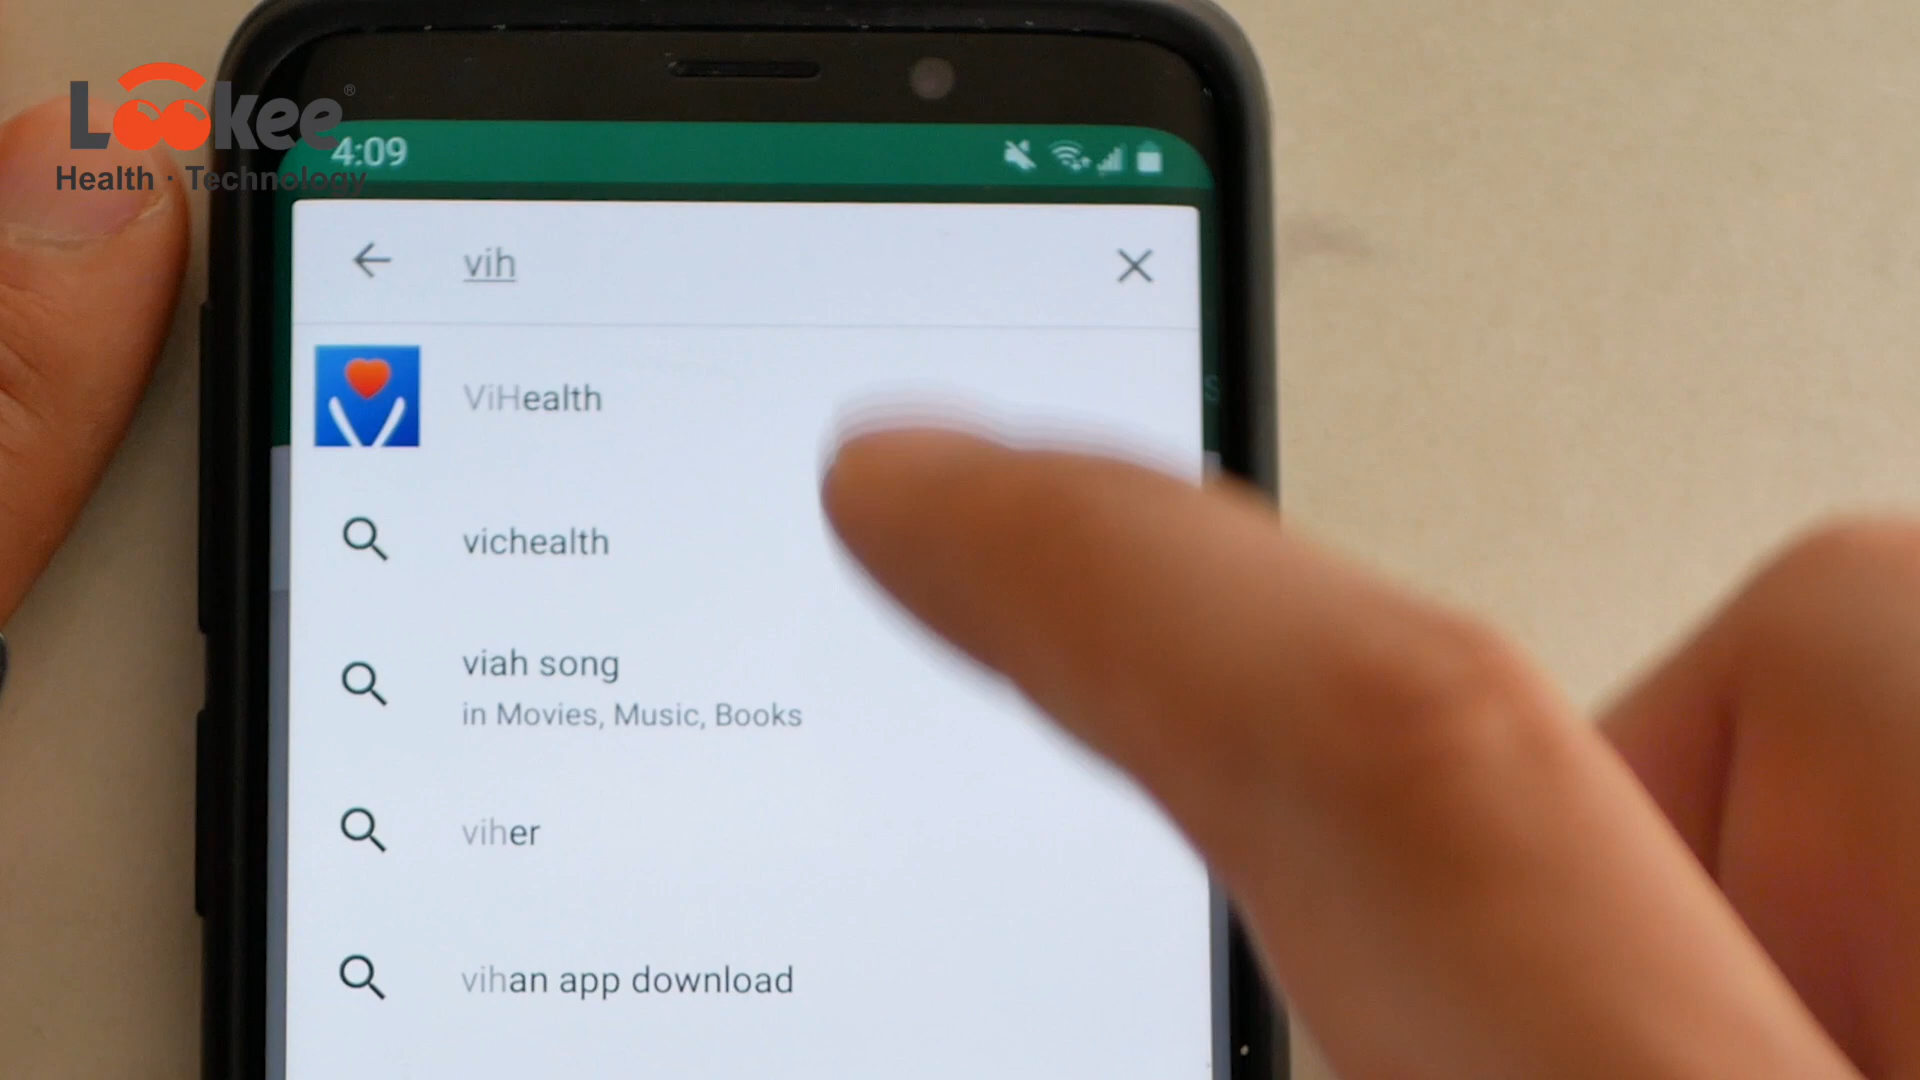 Lookee®
Health · Technology
4:09
vih
ViHealth
vichealth
viah song
in Movies, Music, Books
viher
vihan app download